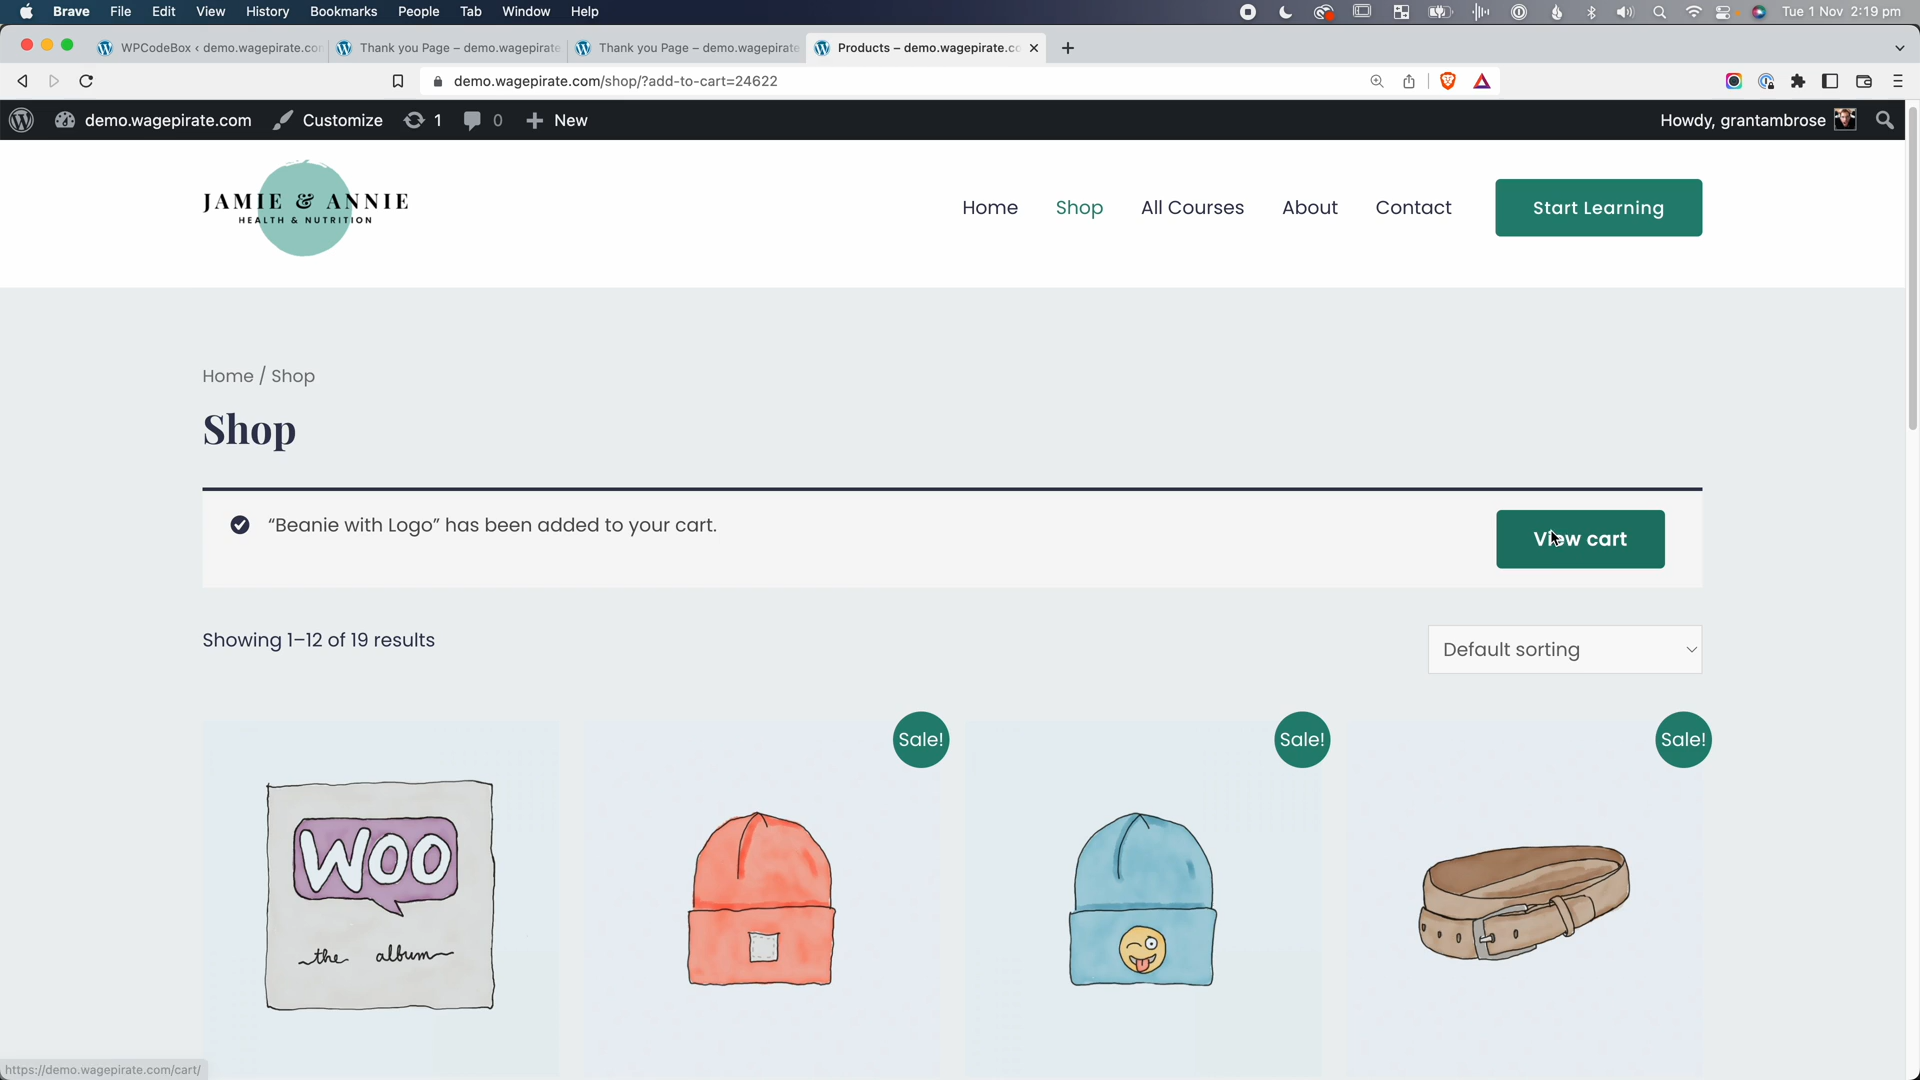 Brave File Edit View History Bookmarks People Tab Window Help Tue 1 Nov 2:19 pm
WPCodeBox ‹ demo.wagepirate.co Thank you Page – demo.wagepirate Thank you Page – demo.wagepirate Products – demo.wagepirate.co
demo.wagepirate.com/shop/?add-to-cart=24622
demo.wagepirate.com Customize 1 0 New Howdy, grantambrose
JAMIE & ANNIE
HEALTH & NUTRITION
Home Shop All Courses About Contact Start Learning
Home / Shop
Shop
“Beanie with Logo” has been added to your cart. View cart
Showing 1–12 of 19 results
Default sorting
Sale! Sale! Sale!
WOO
the album
https://demo.wagepirate.com/cart/